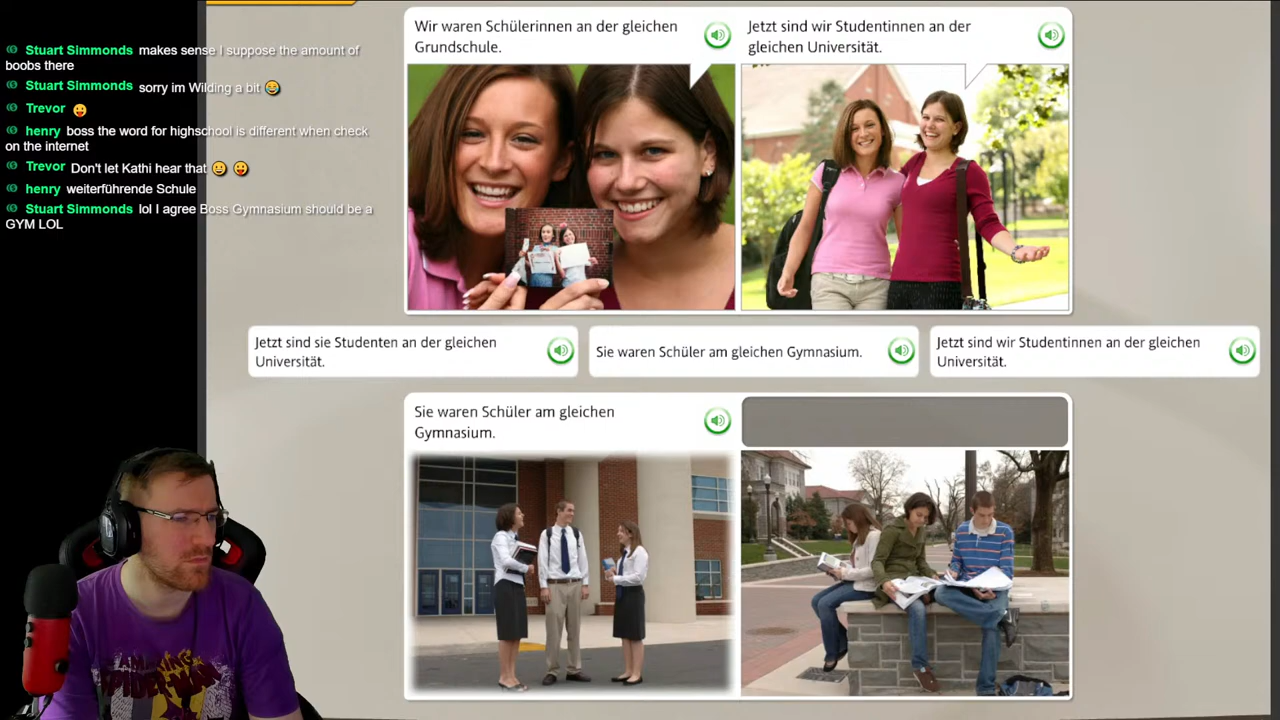 Stuart Simmonds makes sense I suppose the amount of
boobs there
Stuart Simmonds sorry im Wilding a bit 😂
Trevor 😛
henry boss the word for highschool is different when check
on the internet
Trevor Don't let Kathi hear that 😀 😛
henry weiterführende Schule
Stuart Simmonds lol I agree Boss Gymnasium should be a
GYM LOL
Wir waren Schülerinnen an der gleichen
Grundschule.
Jetzt sind wir Studentinnen an der
gleichen Universität.
Jetzt sind sie Studenten an der gleichen
Universität.
Sie waren Schüler am gleichen Gymnasium.
Jetzt sind wir Studentinnen an der gleichen
Universität.
Sie waren Schüler am gleichen
Gymnasium.